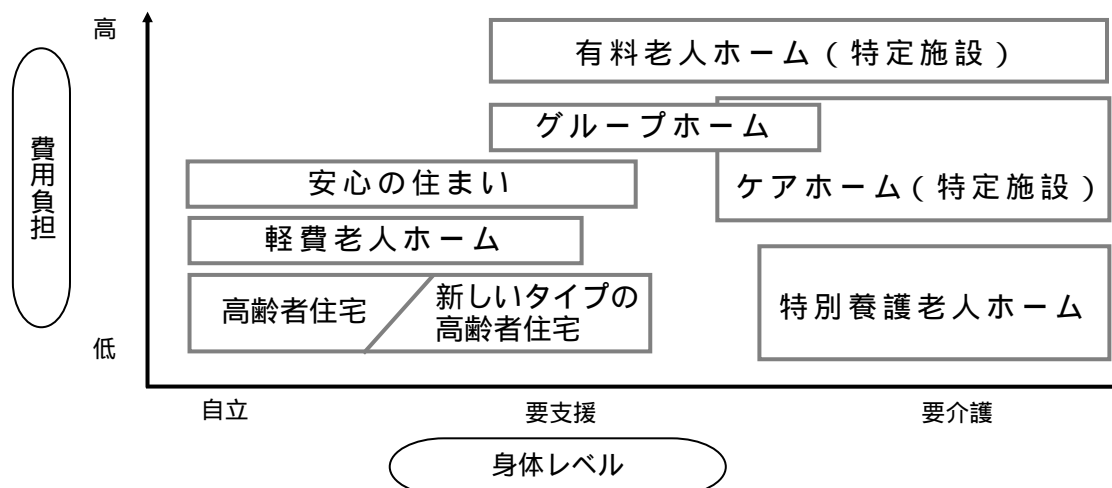 高
有料老人ホーム（特定施設）
グループホーム
費用負担
安心の住まい
ケアホーム（特定施設）
軽費老人ホーム
高齢者住宅
新しいタイプの
高齢者住宅
特別養護老人ホーム
低
自立
要支援
要介護
身体レベル